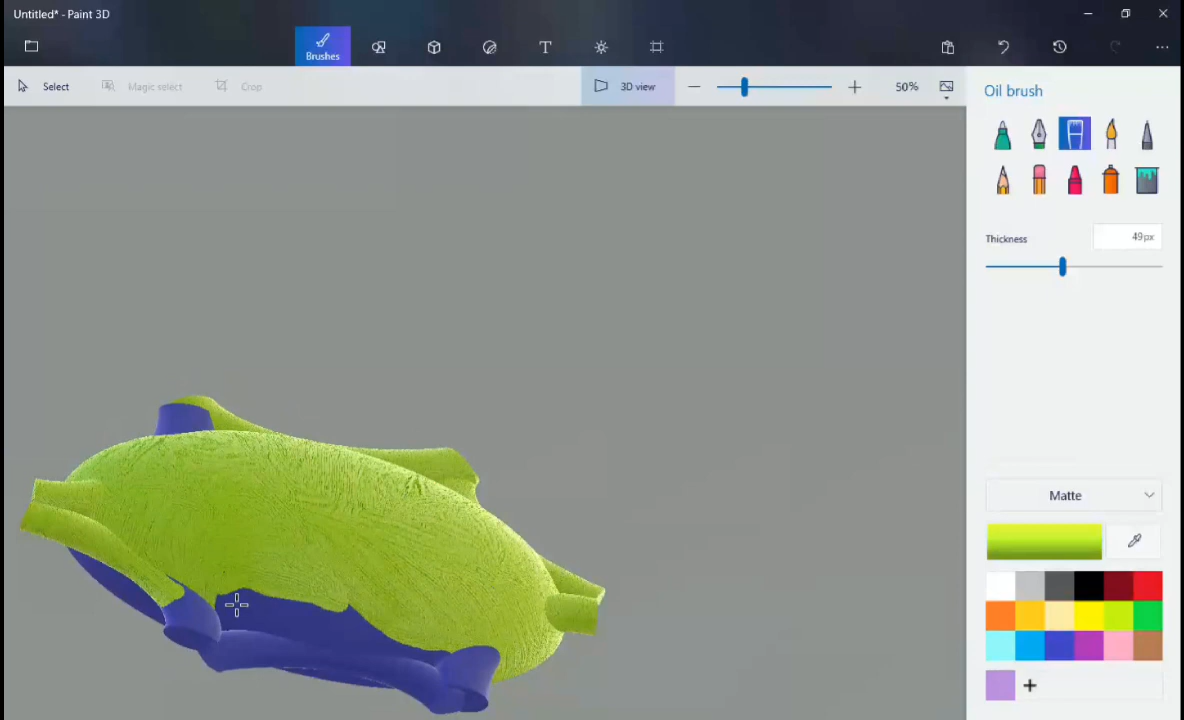 Untitled* - Paint 3D
Brushes
T
Select
Magic select
Crop
3D view
50%
Oil brush
Thickness
49px
Matte